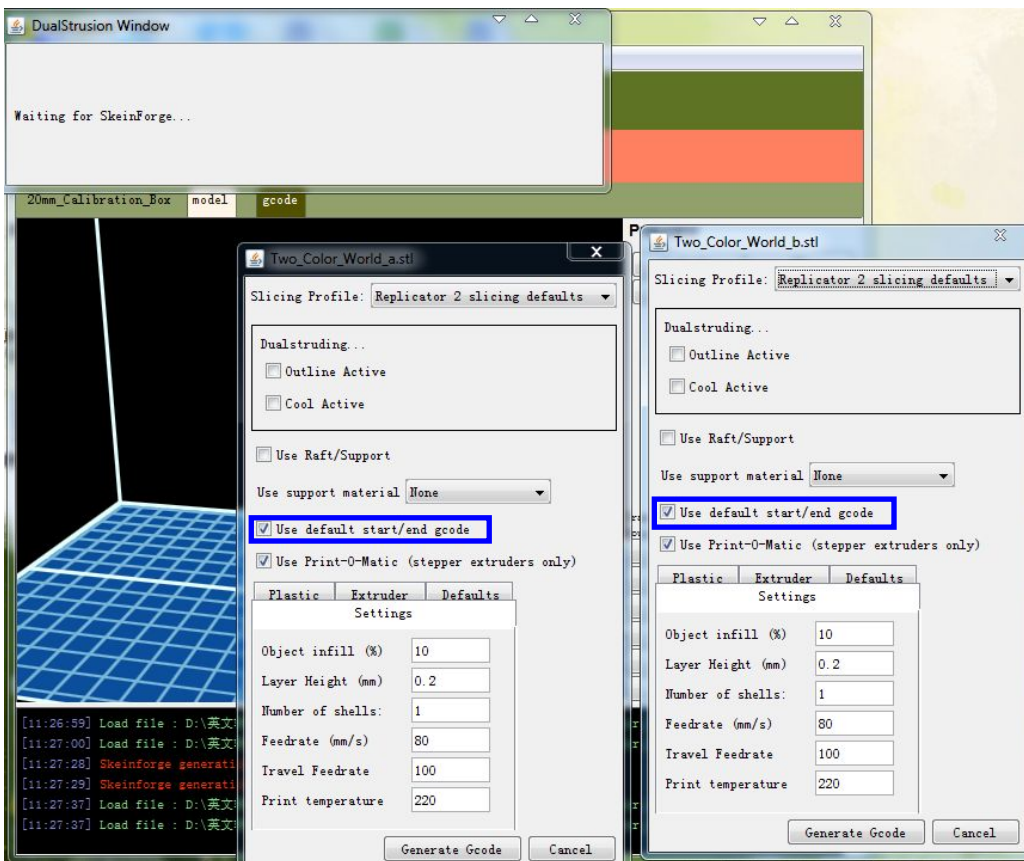 DualStrusion Window
Waiting for SkeinForge...
20mm_Calibration_Box model gcode
Two_Color_World_a.stl
Slicing Profile: Replicator 2 slicing defaults
Dualstruding...
Outline Active
Cool Active
Use Raft/Support
Use support material None
Use default start/end gcode
Use Print-O-Matic (stepper extruders only)
Plastic Extruder Defaults
Settings
Object infill (%) 10
Layer Height (mm) 0.2
Number of shells: 1
Feedrate (mm/s) 80
Travel Feedrate 100
Print temperature 220
Generate Gcode Cancel
Two_Color_World_b.stl
Slicing Profile: Replicator 2 slicing defaults
Dualstruding...
Outline Active
Cool Active
Use Raft/Support
Use support material None
Use default start/end gcode
Use Print-O-Matic (stepper extruders only)
Plastic Extruder Defaults
Settings
Object infill (%) 10
Layer Height (mm) 0.2
Number of shells: 1
Feedrate (mm/s) 80
Travel Feedrate 100
Print temperature 220
Generate Gcode Cancel
[11:26:59] Load file : D:\英文
[11:27:00] Load file : D:\英文
[11:27:28] Skeinforge generati
[11:27:29] Skeinforge generati
[11:27:37] Load file : D:\英文
[11:27:37] Load file : D:\英文